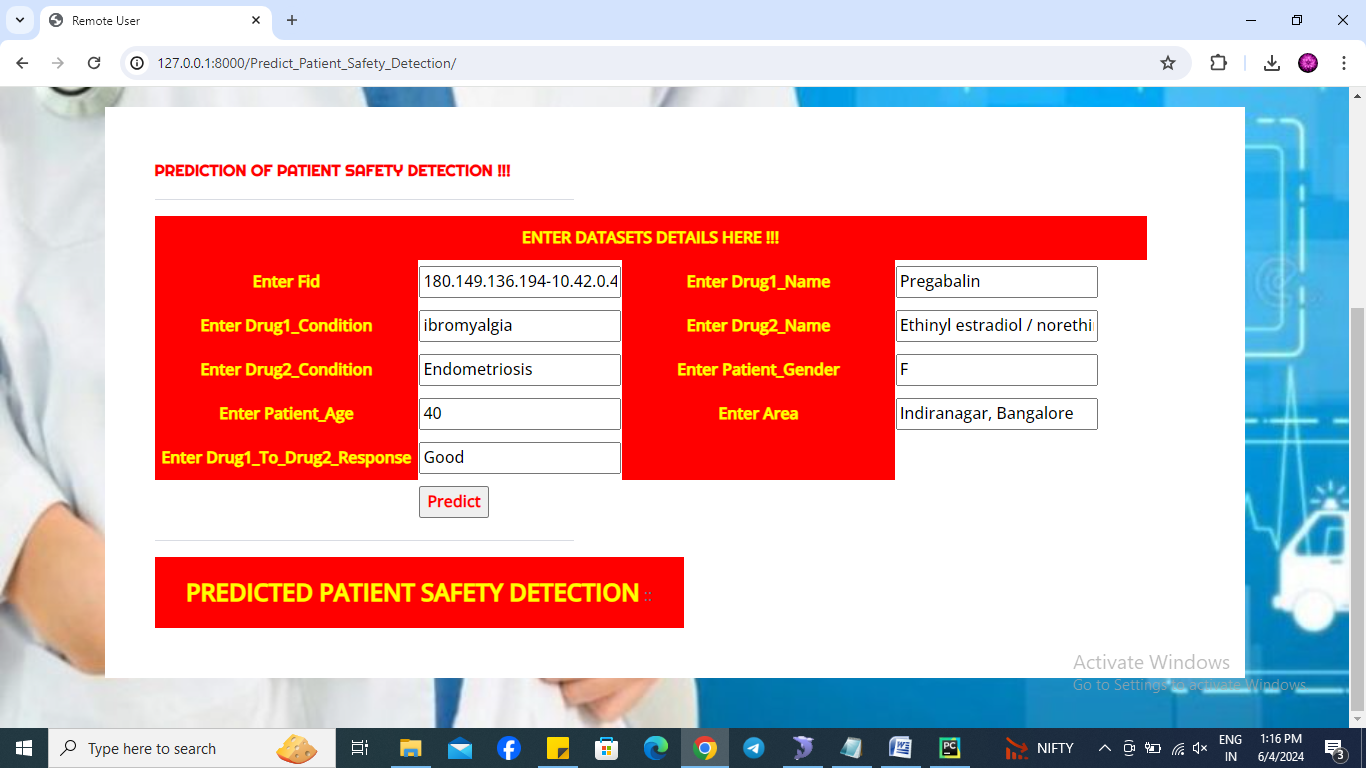 Remote User
127.0.0.1:8000/Predict_Patient_Safety_Detection/
PREDICTION OF PATIENT SAFETY DETECTION !!!
ENTER DATASETS DETAILS HERE !!!
Enter Fid 180.149.136.194-10.42.0.4 Enter Drug1_Name Pregabalin
Enter Drug1_Condition ibromyalgia Enter Drug2_Name Ethinyl estradiol / norethi
Enter Drug2_Condition Endometriosis Enter Patient_Gender F
Enter Patient_Age 40 Enter Area Indiranagar, Bangalore
Enter Drug1_To_Drug2_Response Good
Predict
PREDICTED PATIENT SAFETY DETECTION ::
Activate Windows
Go to Settings to activate Windows.
Type here to search
NIFTY
ENG
IN
1:16 PM
6/4/2024
3